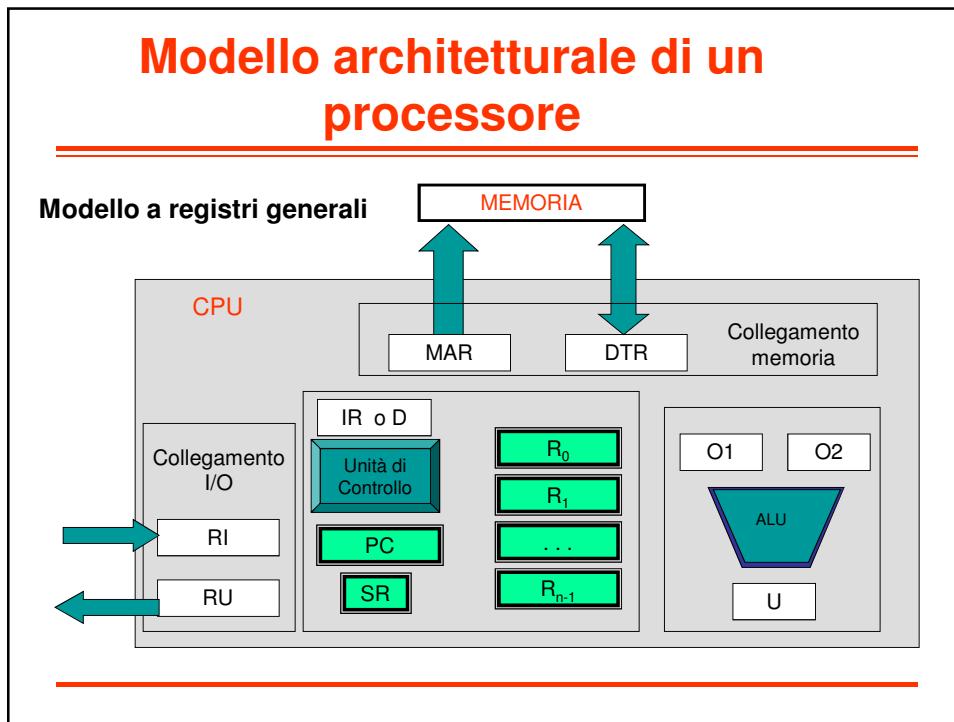 Modello architetturale di un
processore
Modello a registri generali
MEMORIA
CPU
MAR
DTR
Collegamento
memoria
IR o D
Unità di
Controllo
PC
SR
R0
R1
. . .
Rn-1
Collegamento
I/O
RI
RU
O1
O2
ALU
U